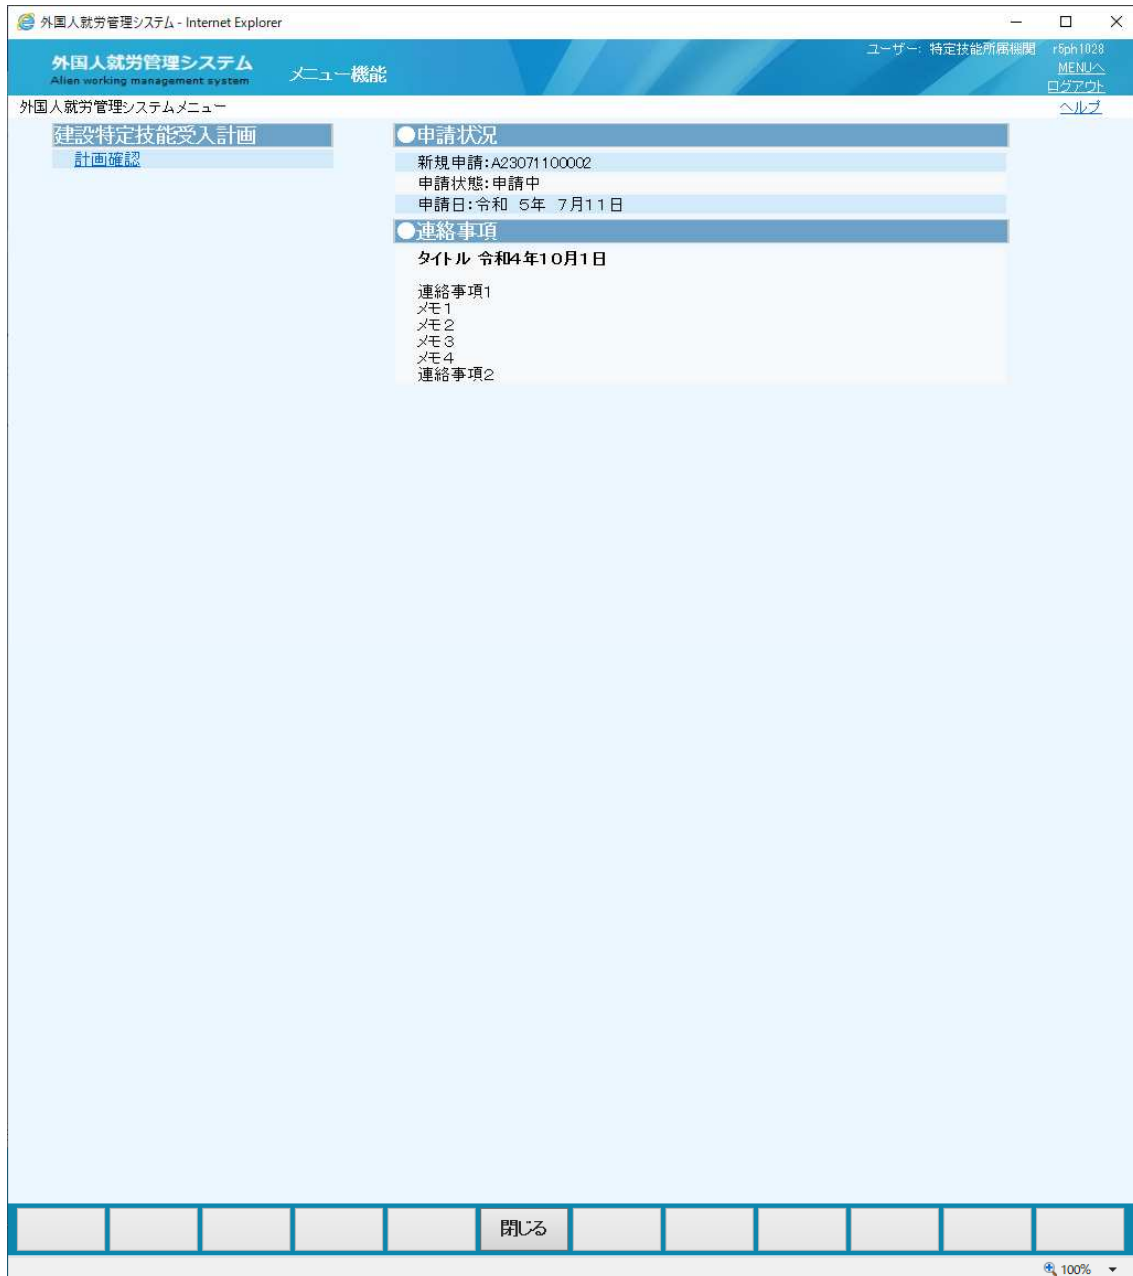 外国人就労管理システム - Internet Explorer
外国人就労管理システム
Alien working management system
メニュー機能
ユーザー: 特定技能所属機関 r5ph1028
MENUへ
ログアウト
外国人就労管理システムメニュー
ヘルプ
建設特定技能受入計画
計画確認
●申請状況
新規申請:A23071100002
申請状態:申請中
申請日:令和 5年 7月11日
●連絡事項
タイトル 令和4年10月1日
連絡事項1
メモ1
メモ2
メモ3
メモ4
連絡事項2
閉じる
100%